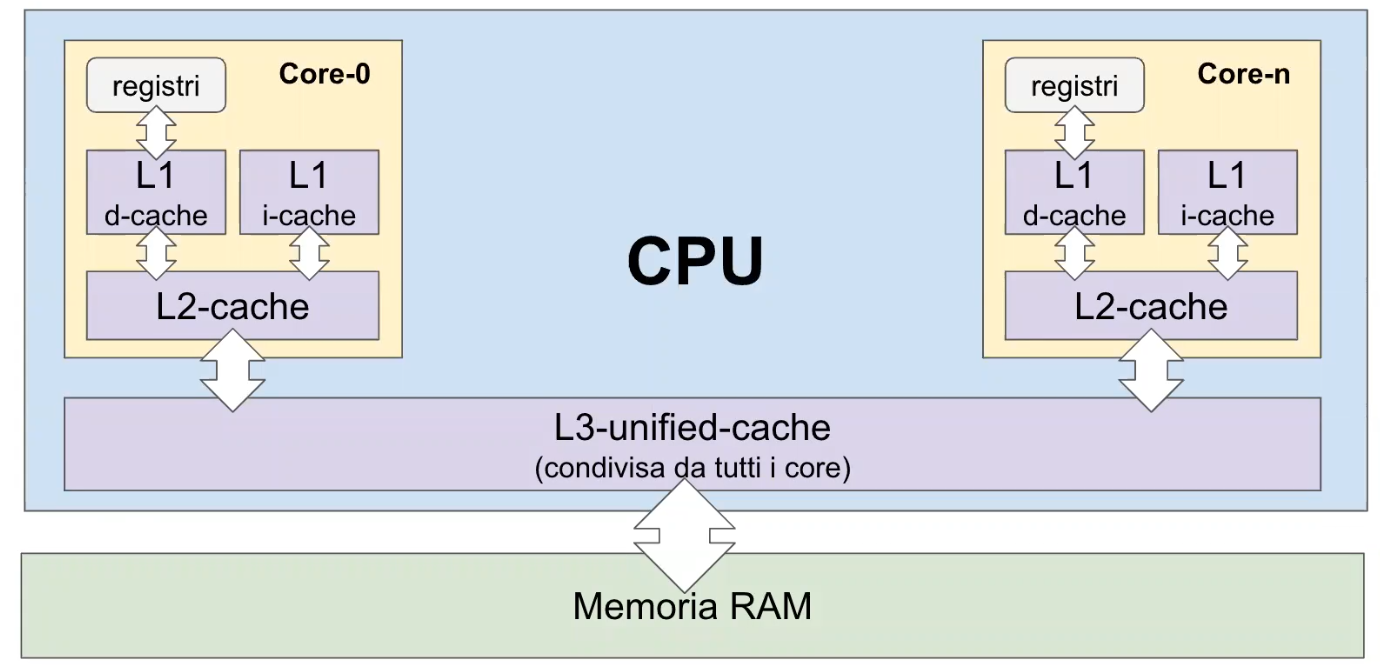 registri
Core-0
L1
d-cache
L1
i-cache
L2-cache
CPU
registri
Core-n
L1
d-cache
L1
i-cache
L2-cache
L3-unified-cache
(condivisa da tutti i core)
Memoria RAM